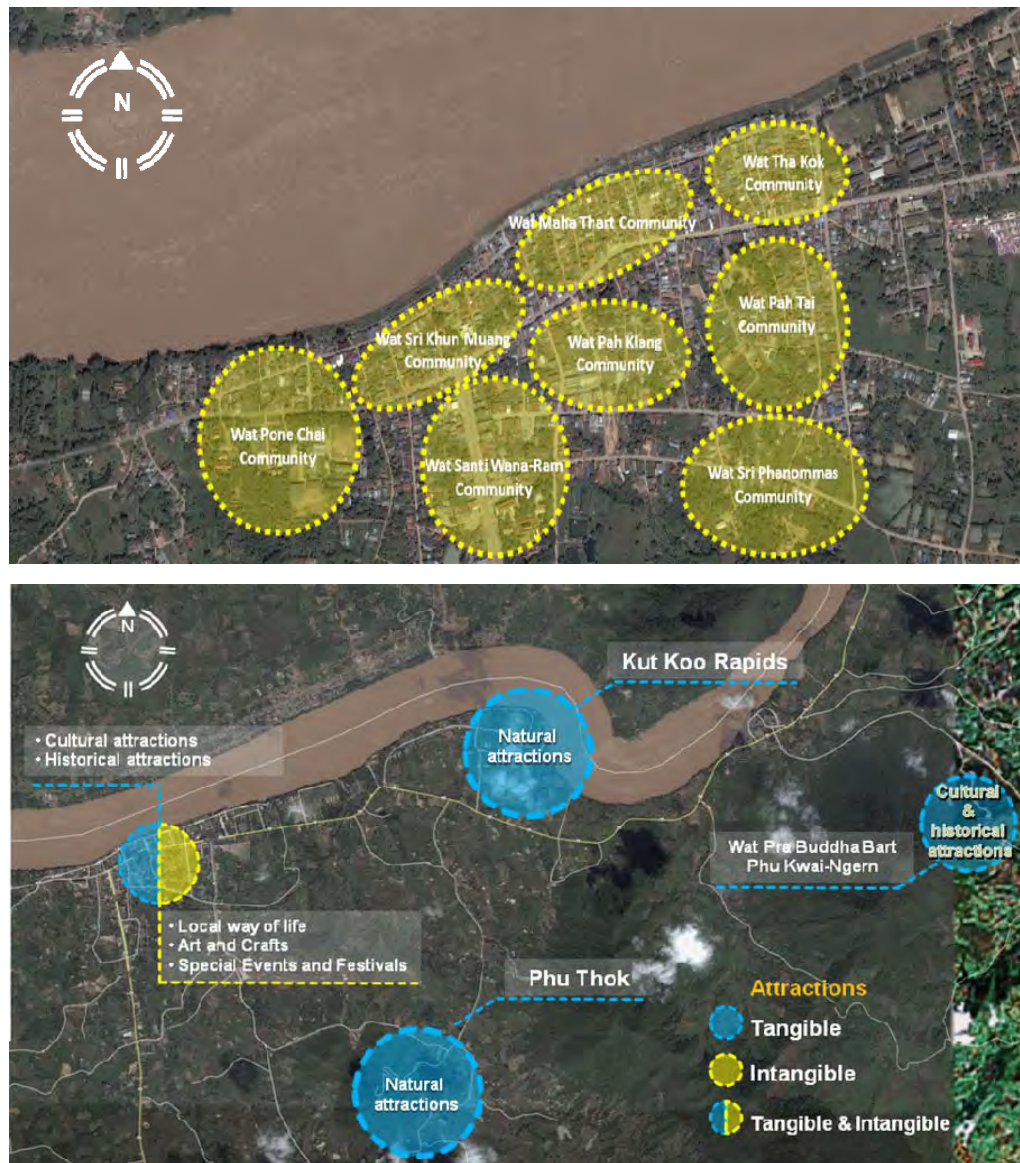 N
Wat Tha Kok
Community
Wat Maha Thart Community
Wat Pah Tai
Community
Wat Sri Khun Muang
Community
Wat Pah Klang
Community
Wat Pone Chai
Community
Wat Santi Wana-Ram
Community
Wat Sri Phanommas
Community
N
Kut Koo Rapids
• Cultural attractions
• Historical attractions
Natural
attractions
Cultural
&
historical
attractions
Wat Pra Buddha Bart
Phu Kwai-Ngern
• Local way of life
• Art and Crafts
• Special Events and Festivals
Phu Thok
Natural
attractions
Attractions
Tangible
Intangible
Tangible & Intangible